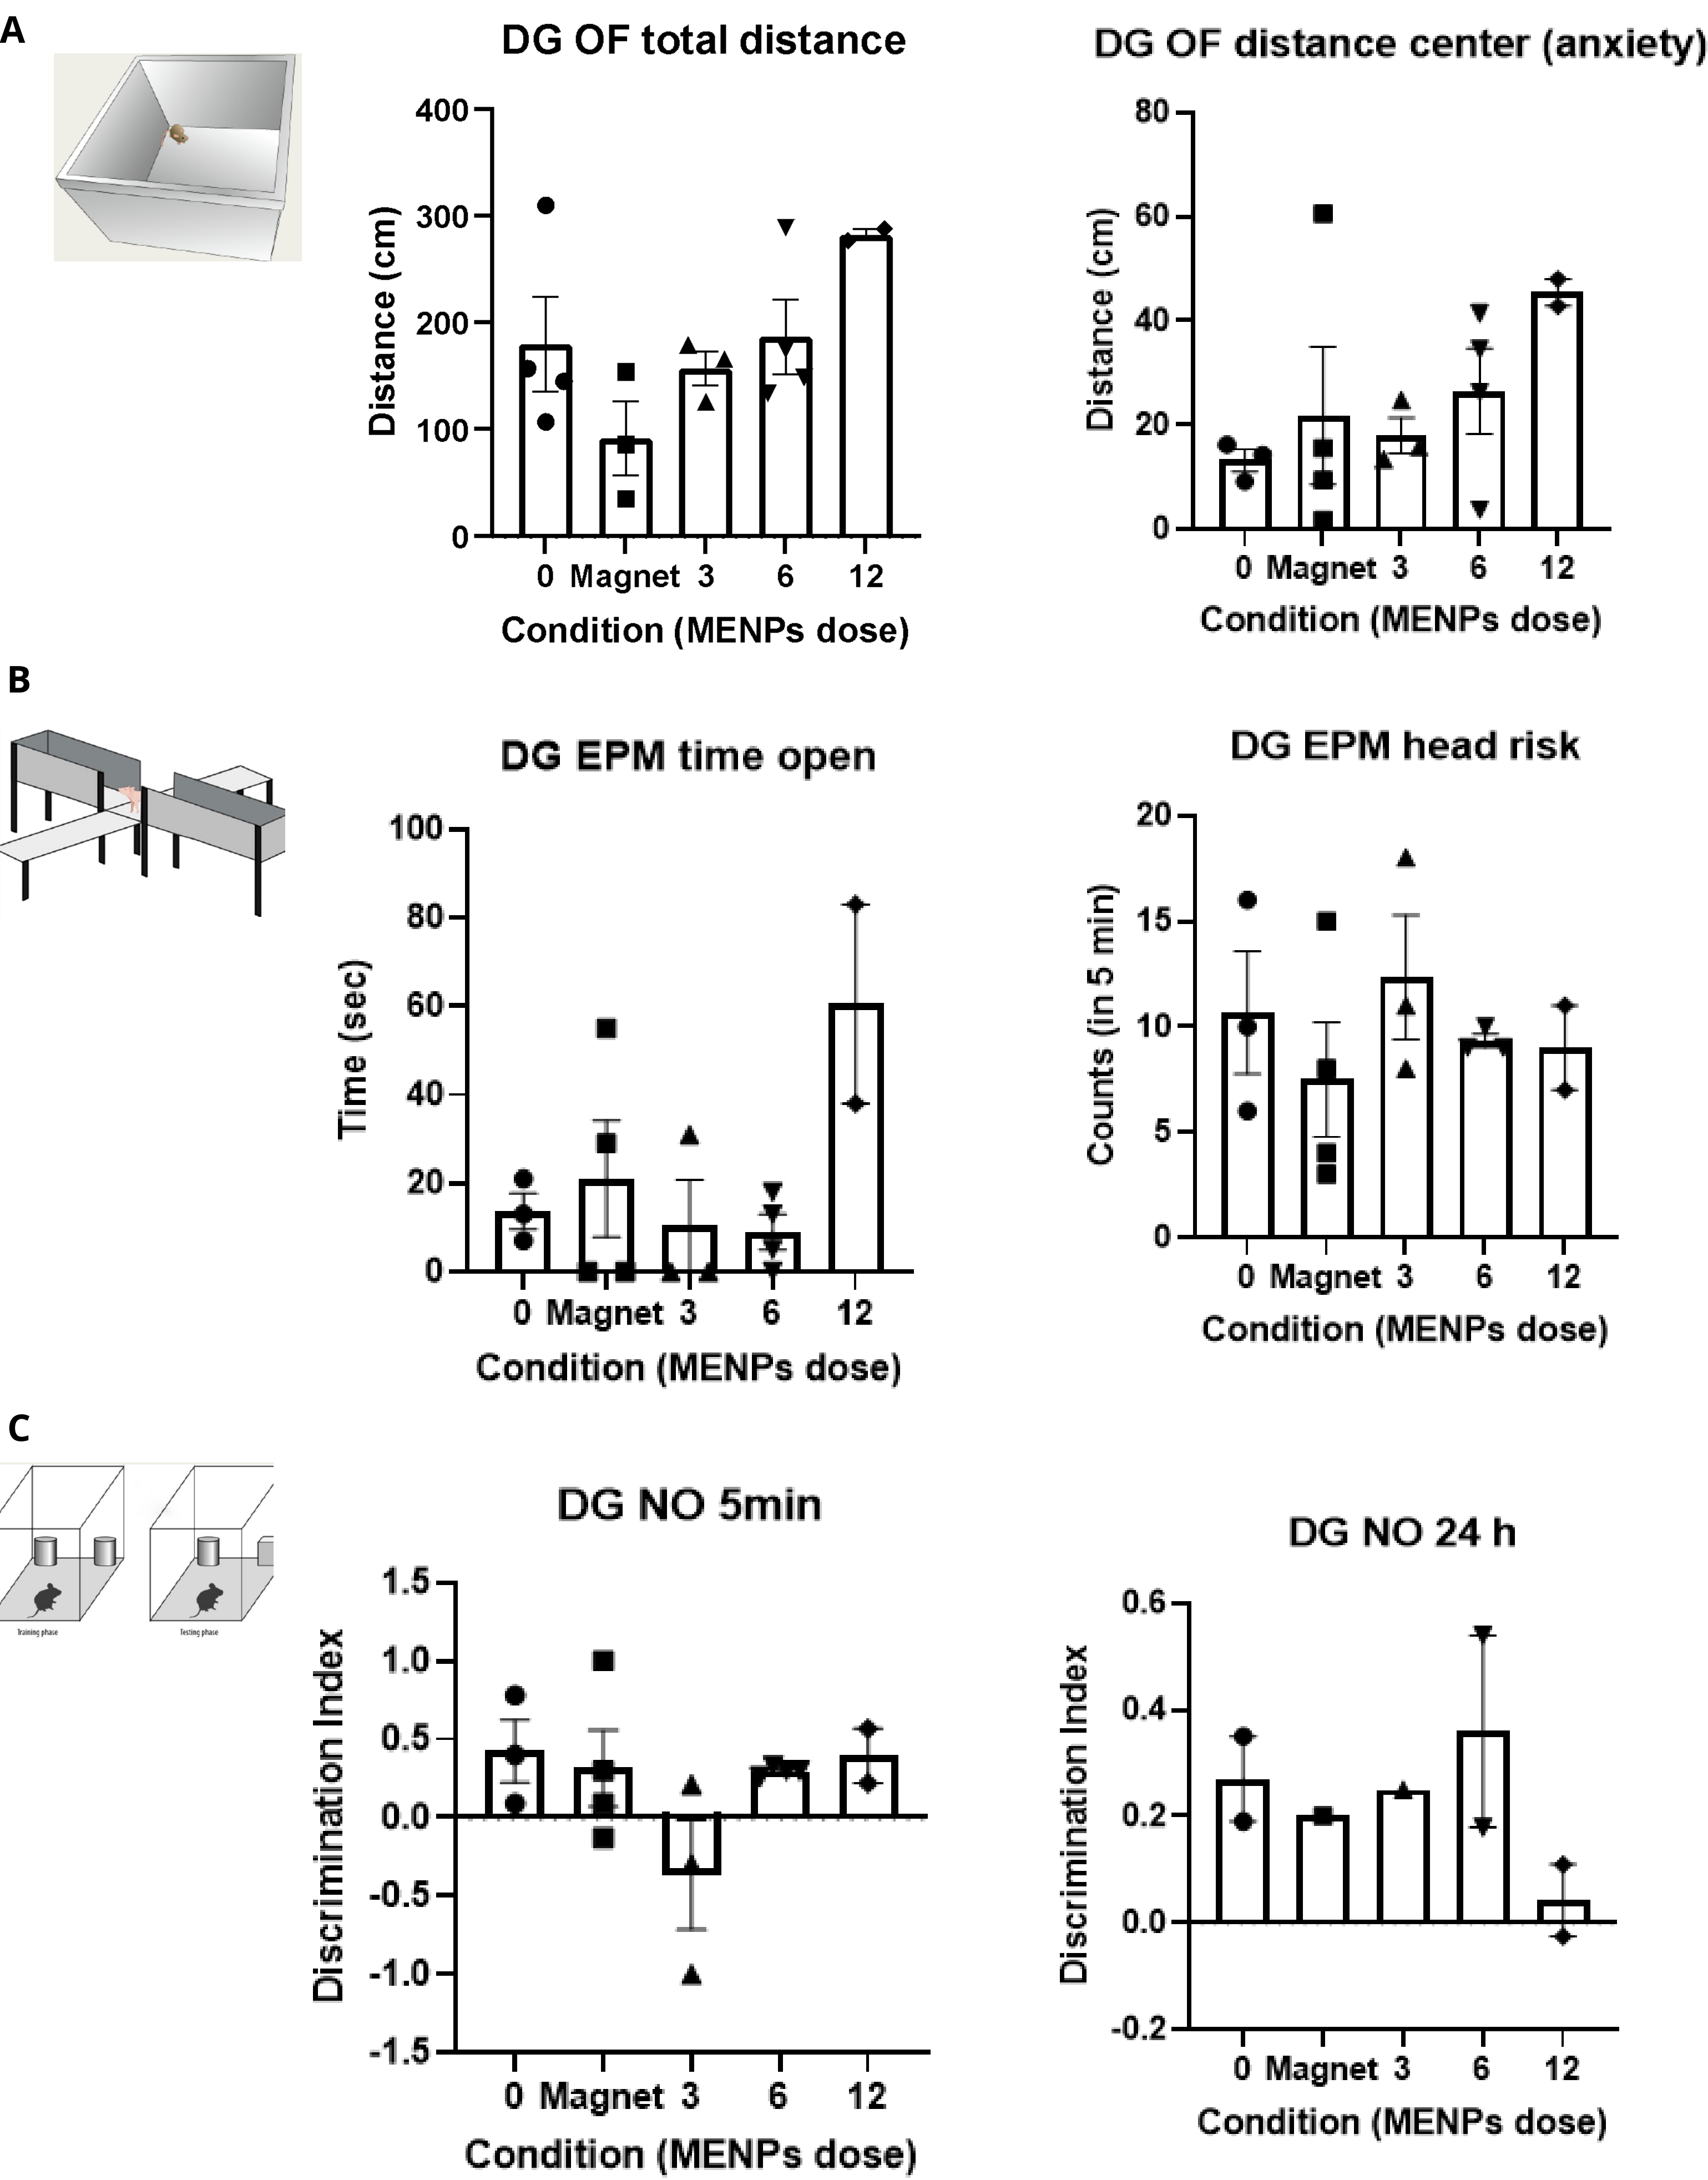 A
DG OF total distance
Distance (cm)
400
300
200
100
0
0 Magnet 3 6 12
Condition (MENPs dose)
DG OF distance center (anxiety)
Distance (cm)
80
60
40
20
0
0 Magnet 3 6 12
Condition (MENPs dose)
B
DG EPM time open
Time (sec)
100
80
60
40
20
0
0 Magnet 3 6 12
Condition (MENPs dose)
DG EPM head risk
Counts (in 5 min)
20
15
10
5
0
0 Magnet 3 6 12
Condition (MENPs dose)
C
Training phase
Testing phase
DG NO 5min
Discrimination Index
1.5
1.0
0.5
0.0
-0.5
-1.0
-1.5
0 Magnet 3 6 12
Condition (MENPs dose)
DG NO 24 h
Discrimination Index
0.6
0.4
0.2
0.0
-0.2
0 Magnet 3 6 12
Condition (MENPs dose)